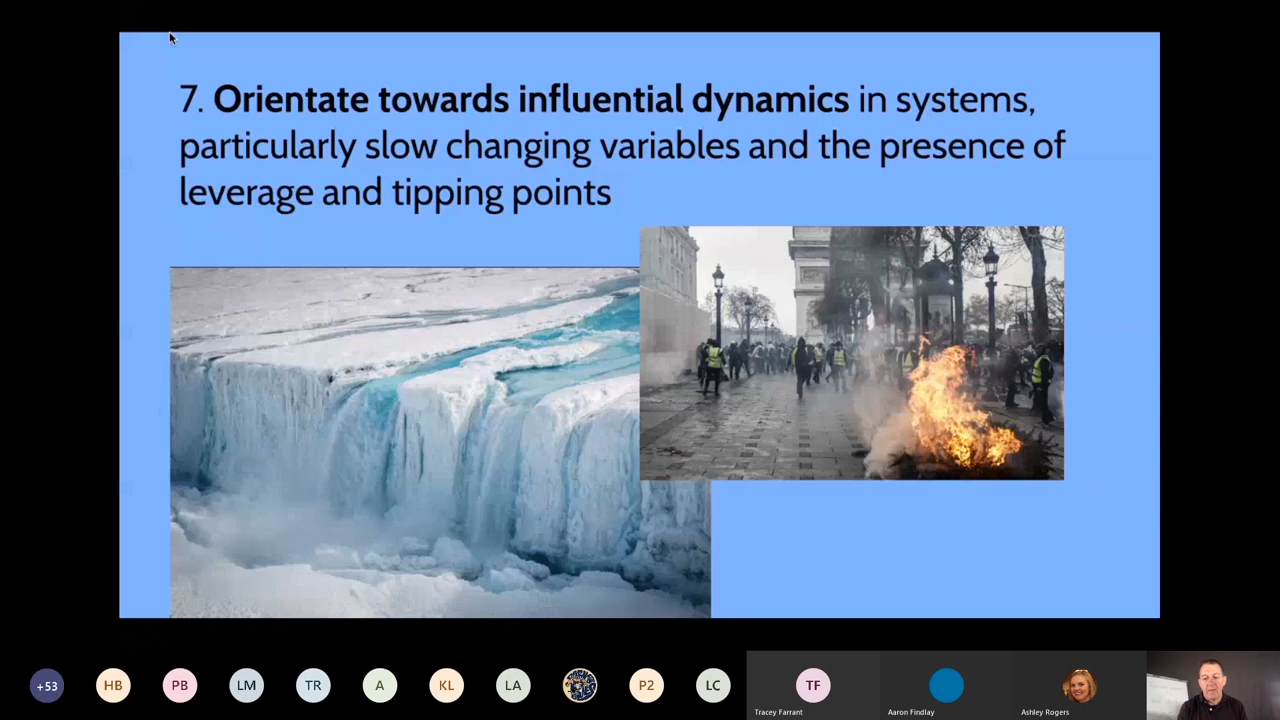 7. Orientate towards influential dynamics in systems,
particularly slow changing variables and the presence of
leverage and tipping points
+53
HB
PB
LM
TR
A
KL
LA
P2
LC
TF
Tracey Farrant
Aaron Findlay
Ashley Rogers